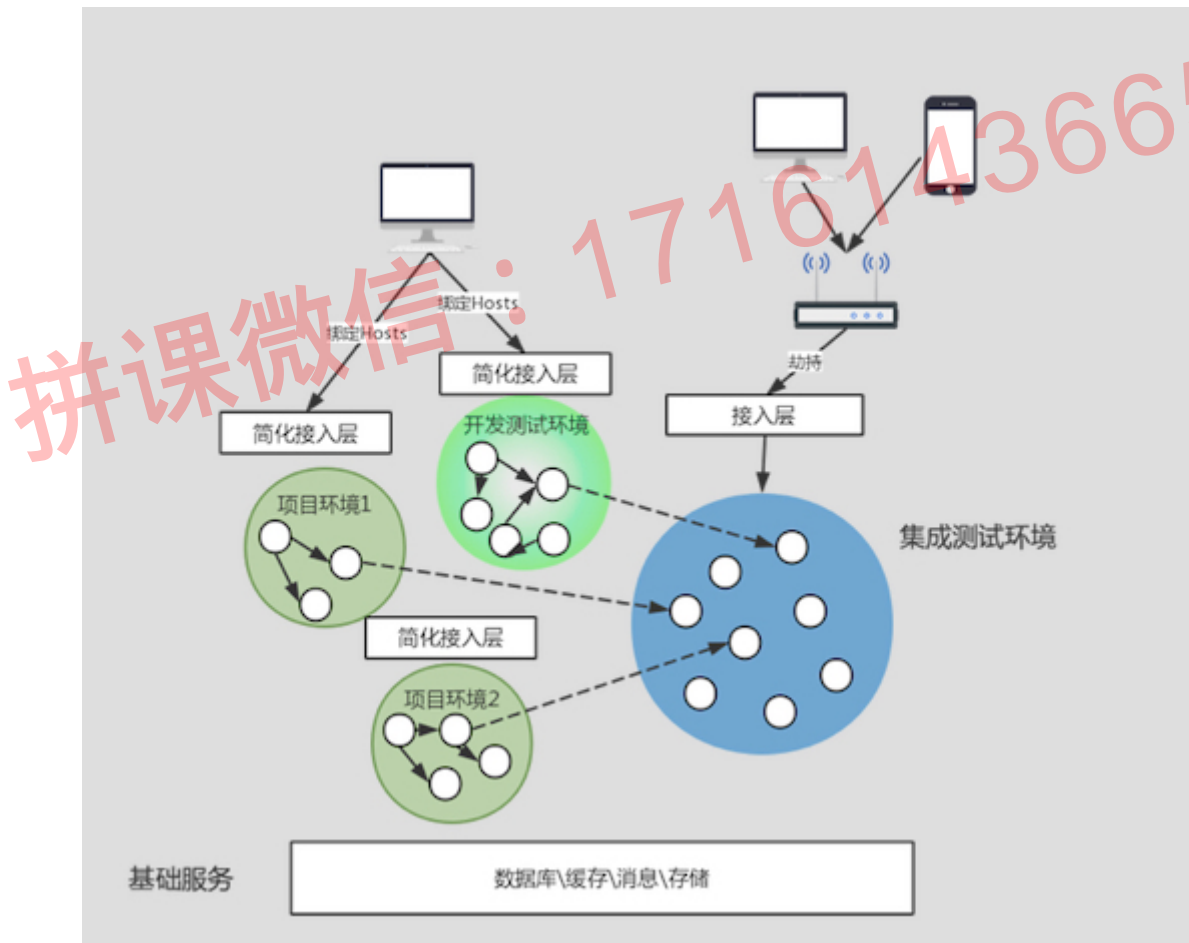 拼课微信：171614366
绑定Hosts
绑定Hosts
劫持
简化接入层
接入层
简化接入层
开发测试环境
项目环境1
集成测试环境
简化接入层
项目环境2
基础服务
数据库\缓存\消息\存储